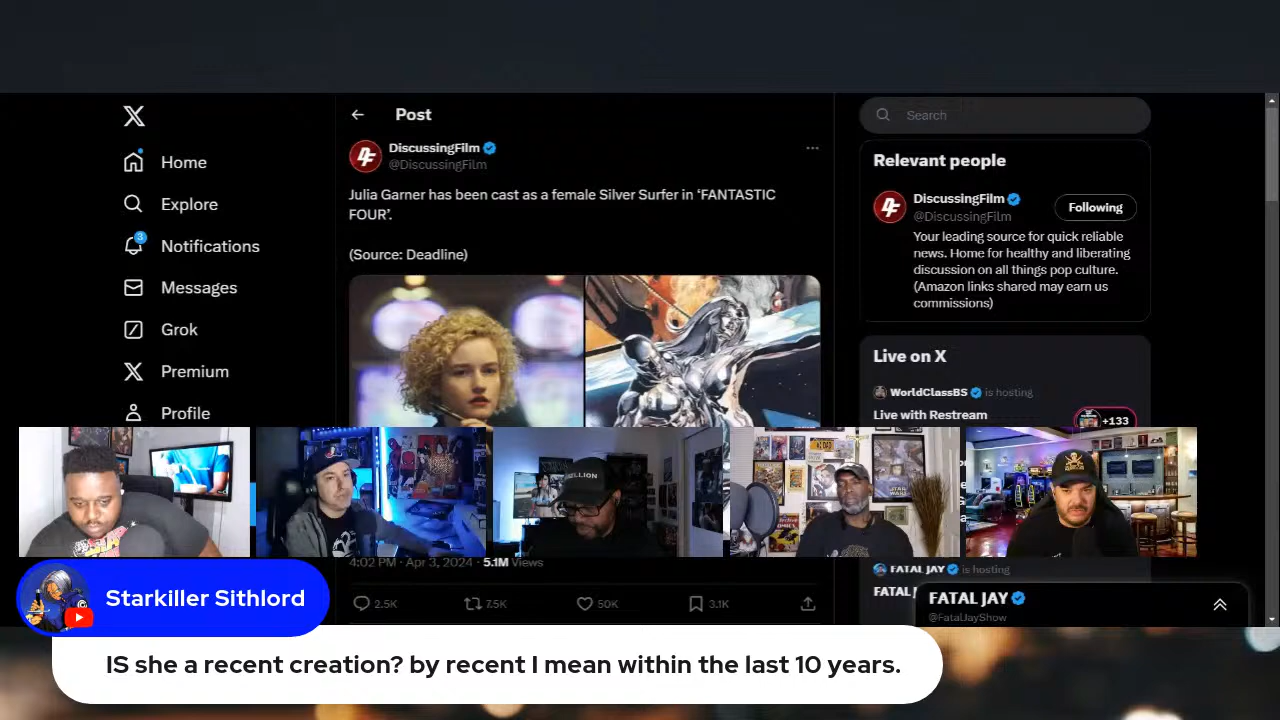 Post
Search
DiscussingFilm
@DiscussingFilm
Julia Garner has been cast as a female Silver Surfer in ‘FANTASTIC
FOUR’.
(Source: Deadline)
Home
Explore
3
Notifications
Messages
Grok
Premium
Profile
Relevant people
DiscussingFilm
@DiscussingFilm
Following
Your leading source for quick reliable
news. Home for healthy and liberating
discussion on all things pop culture.
(Amazon links shared may earn us
commissions)
Live on X
WorldClassBS is hosting
Live with Restream
+133
4:02 PM · Apr 3, 2024 · 5.1M Views
2.5K 7.5K 50K 3.1K
FATAL JAY is hosting
FATAL J
FATAL JAY
@FatalJayShow
Starkiller Sithlord
IS she a recent creation? by recent I mean within the last 10 years.